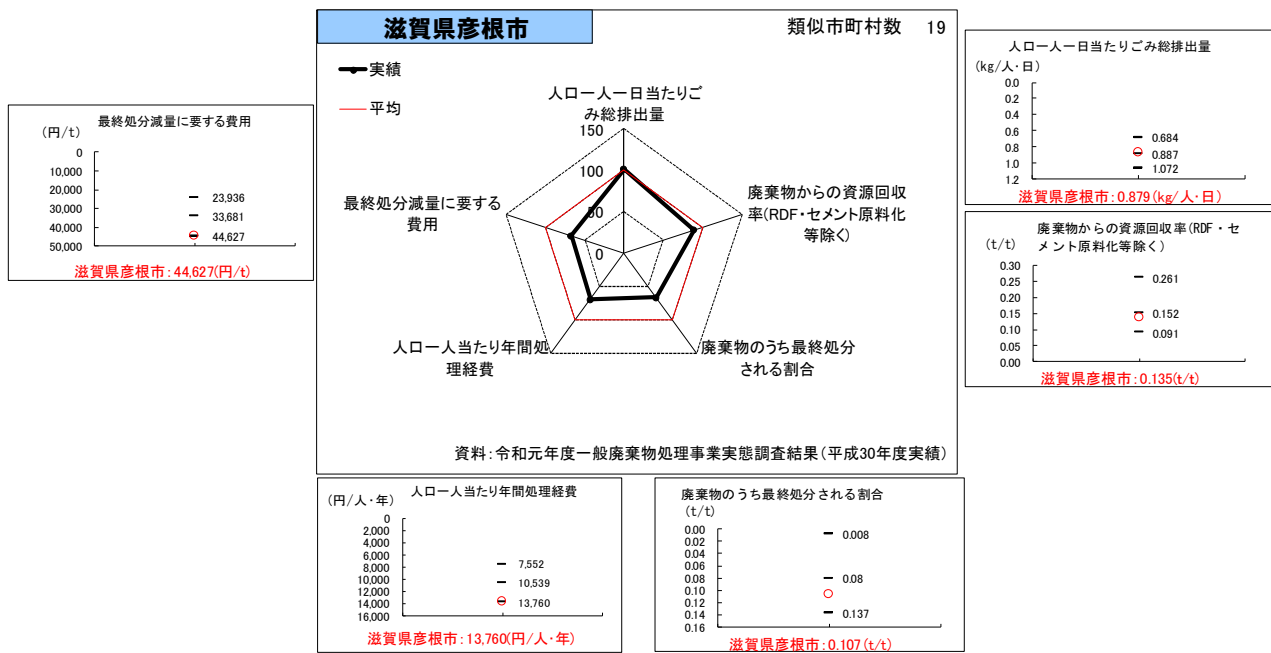 滋賀県彦根市
類似市町村数 19
実績
平均
人口一人一日当たりご
み総排出量
廃棄物からの資源回収
率(RDF・セメント原料化
等除く)
廃棄物のうち最終処分
される割合
人口一人当たり年間処
理経費
最終処分減量に要する
費用
150
100
50
0
資料:令和元年度一般廃棄物処理事業実態調査結果(平成30年度実績)
最終処分減量に要する費用
(円/t)
0
10,000
20,000
30,000
40,000
50,000
23,936
33,681
44,627
滋賀県彦根市:44,627(円/t)
人口一人一日当たりごみ総排出量
(kg/人・日)
0.0
0.2
0.4
0.6
0.8
1.0
1.2
0.684
0.887
1.072
滋賀県彦根市:0.879(kg/人・日)
廃棄物からの資源回収率(RDF・セ
メント原料化等除く)
(t/t)
0.30
0.25
0.20
0.15
0.10
0.05
0.00
0.261
0.152
0.091
滋賀県彦根市:0.135(t/t)
人口一人当たり年間処理経費
(円/人・年)
0
2,000
4,000
6,000
8,000
10,000
12,000
14,000
16,000
7,552
10,539
13,760
滋賀県彦根市:13,760(円/人・年)
廃棄物のうち最終処分される割合
(t/t)
0.00
0.02
0.04
0.06
0.08
0.10
0.12
0.14
0.16
0.008
0.08
0.137
滋賀県彦根市:0.107(t/t)